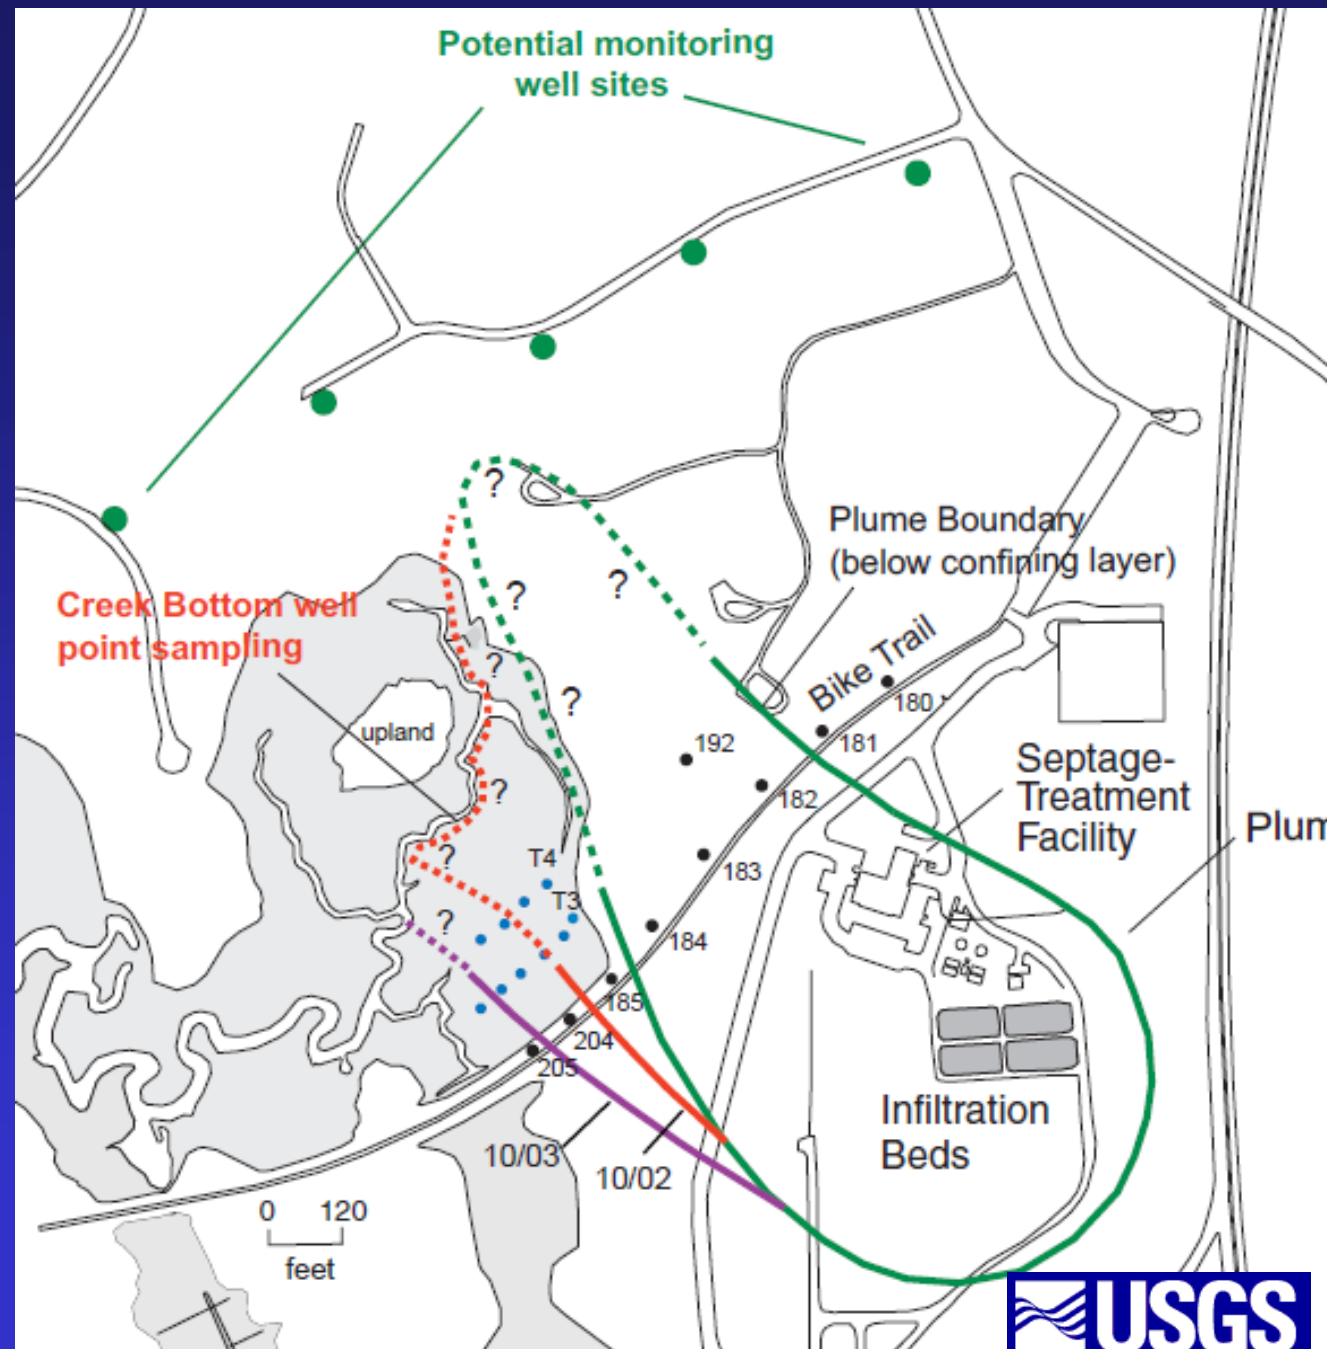 Potential monitoring
well sites
Plume Boundary
(below confining layer)
Creek Bottom well
point sampling
upland
Bike Trail
180
181
192
182
183
184
185
204
205
T4
T3
Septage-
Treatment
Facility
Plum
Infiltration
Beds
10/03
10/02
0 120
feet
?
?
?
?
?
?
?
?
?
USGS